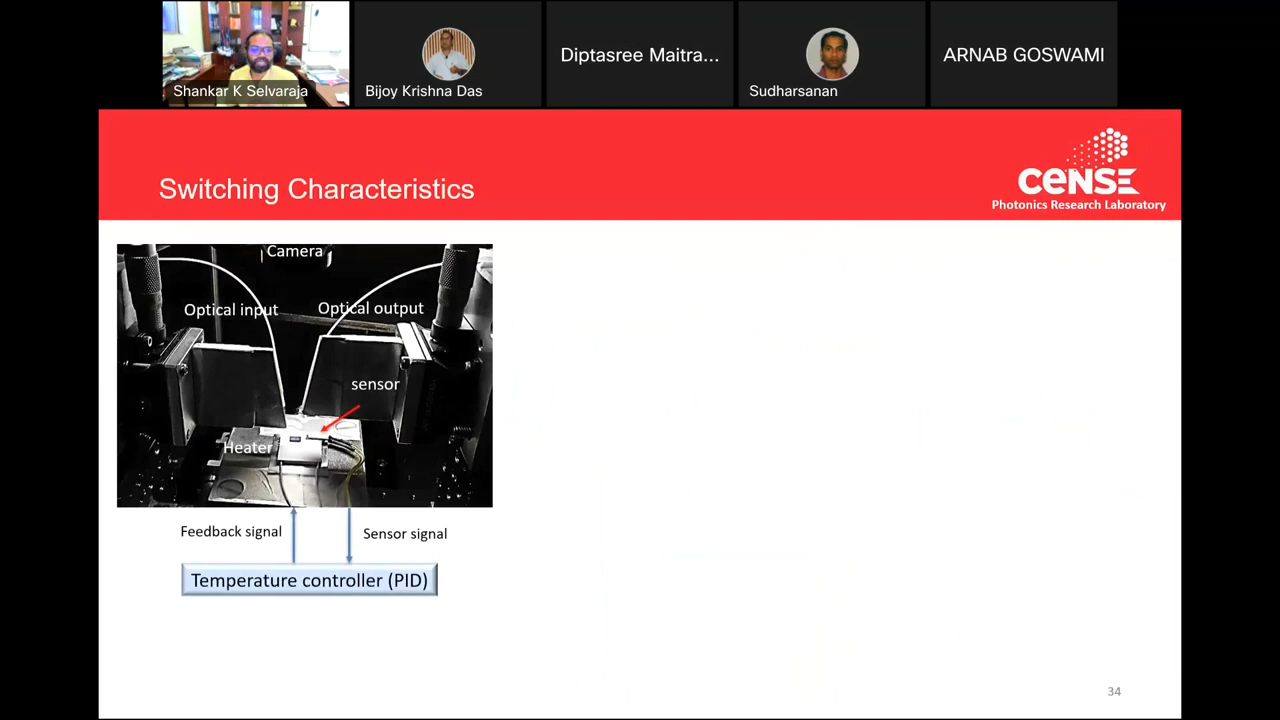 Shankar K Selvaraja
Bijoy Krishna Das
Diptasree Maitra...
Sudharsanan
ARNAB GOSWAMI
Switching Characteristics
CENSE
Photonics Research Laboratory
Camera
Optical input
Optical output
sensor
Heater
Feedback signal
Sensor signal
Temperature controller (PID)
34